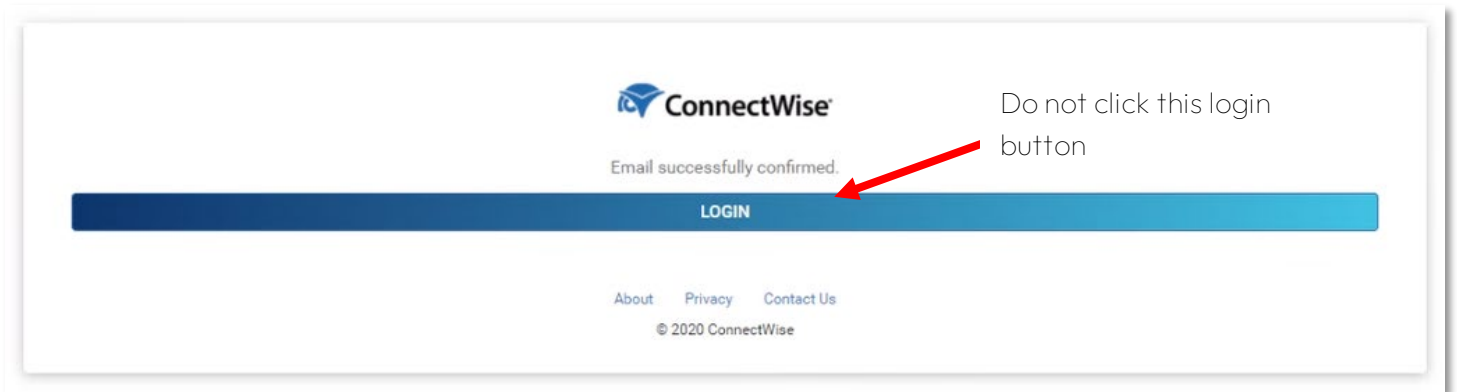 ConnectWise
Do not click this login
button
Email successfully confirmed.
LOGIN
About Privacy Contact Us
© 2020 ConnectWise